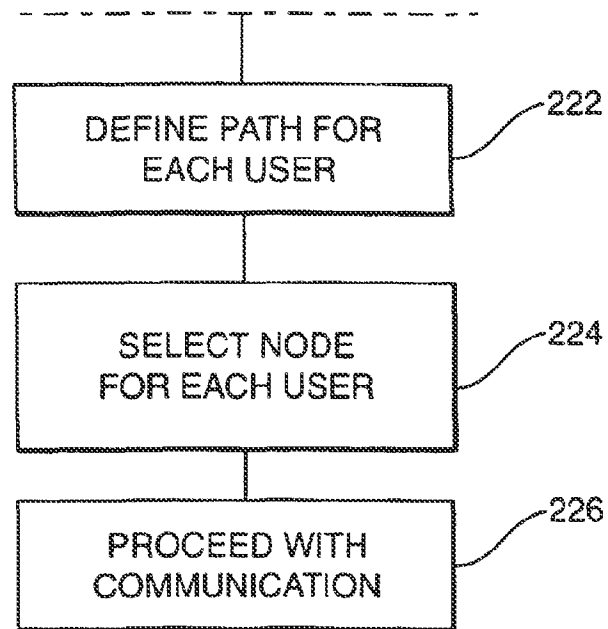 DEFINE PATH FOR
EACH USER
222
SELECT NODE
FOR EACH USER
224
PROCEED WITH
COMMUNICATION
226